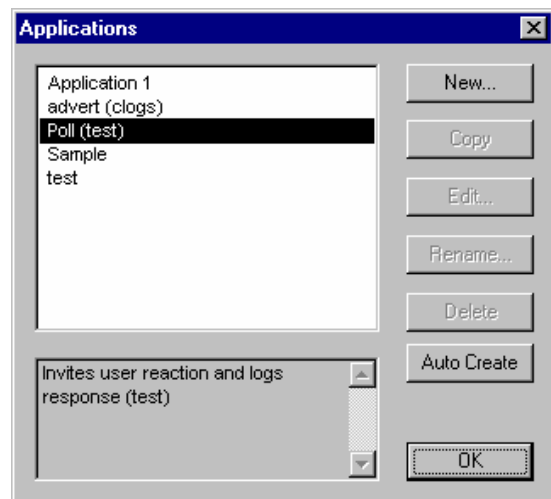 Applications
Application 1
advert (clogs)
Poll (test)
Sample
test
New...
Copy
Edit...
Rename...
Delete
Auto Create
Invites user reaction and logs
response (test)
OK